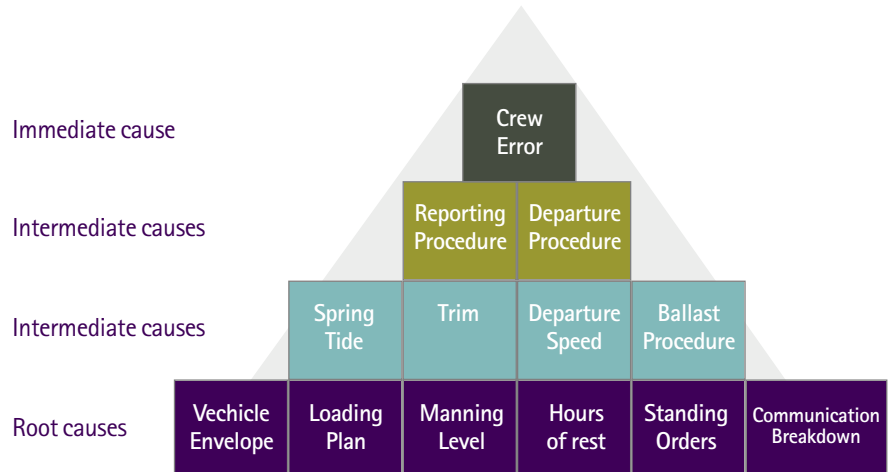 Immediate cause
Crew
Error
Intermediate causes
Reporting
Procedure
Departure
Procedure
Intermediate causes
Spring
Tide
Trim
Departure
Speed
Ballast
Procedure
Root causes
Vechicle
Envelope
Loading
Plan
Manning
Level
Hours
of rest
Standing
Orders
Communication
Breakdown